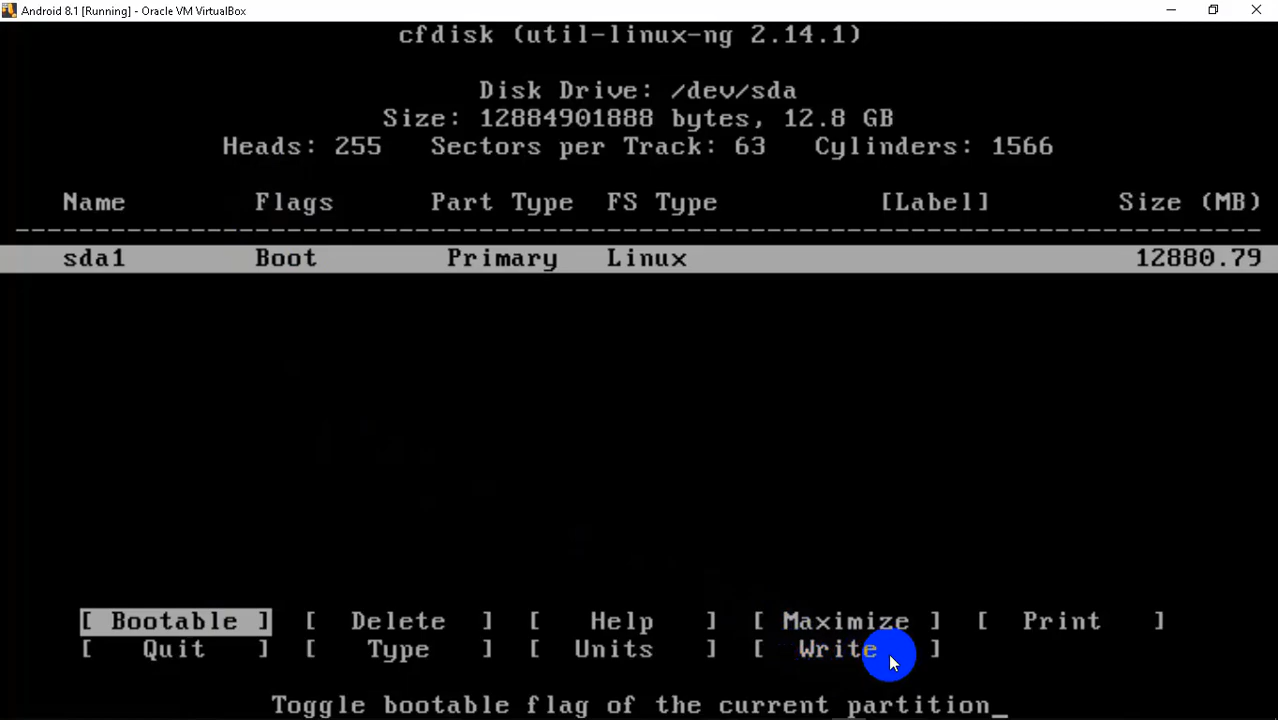 Android 8.1 [Running] - Oracle VM VirtualBox
cfdisk (util-linux-ng 2.14.1)
Disk Drive: /dev/sda
Size: 12884901888 bytes, 12.8 GB
Heads: 255 Sectors per Track: 63 Cylinders: 1566
Name Flags Part Type FS Type [Label] Size (MB)
sda1 Boot Primary Linux 12880.79
[ Bootable ] [ Delete ] [ Help ] [ Maximize ] [ Print ]
[ Quit ] [ Type ] [ Units ] [ Write ]
Toggle bootable flag of the current partition_